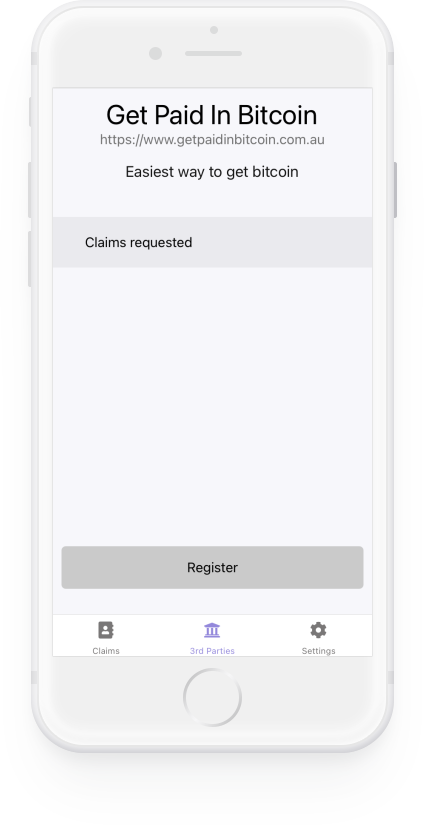 Get Paid In Bitcoin
https://www.getpaidinbitcoin.com.au
Easiest way to get bitcoin
Claims requested
Register
Claims
3rd Parties
Settings